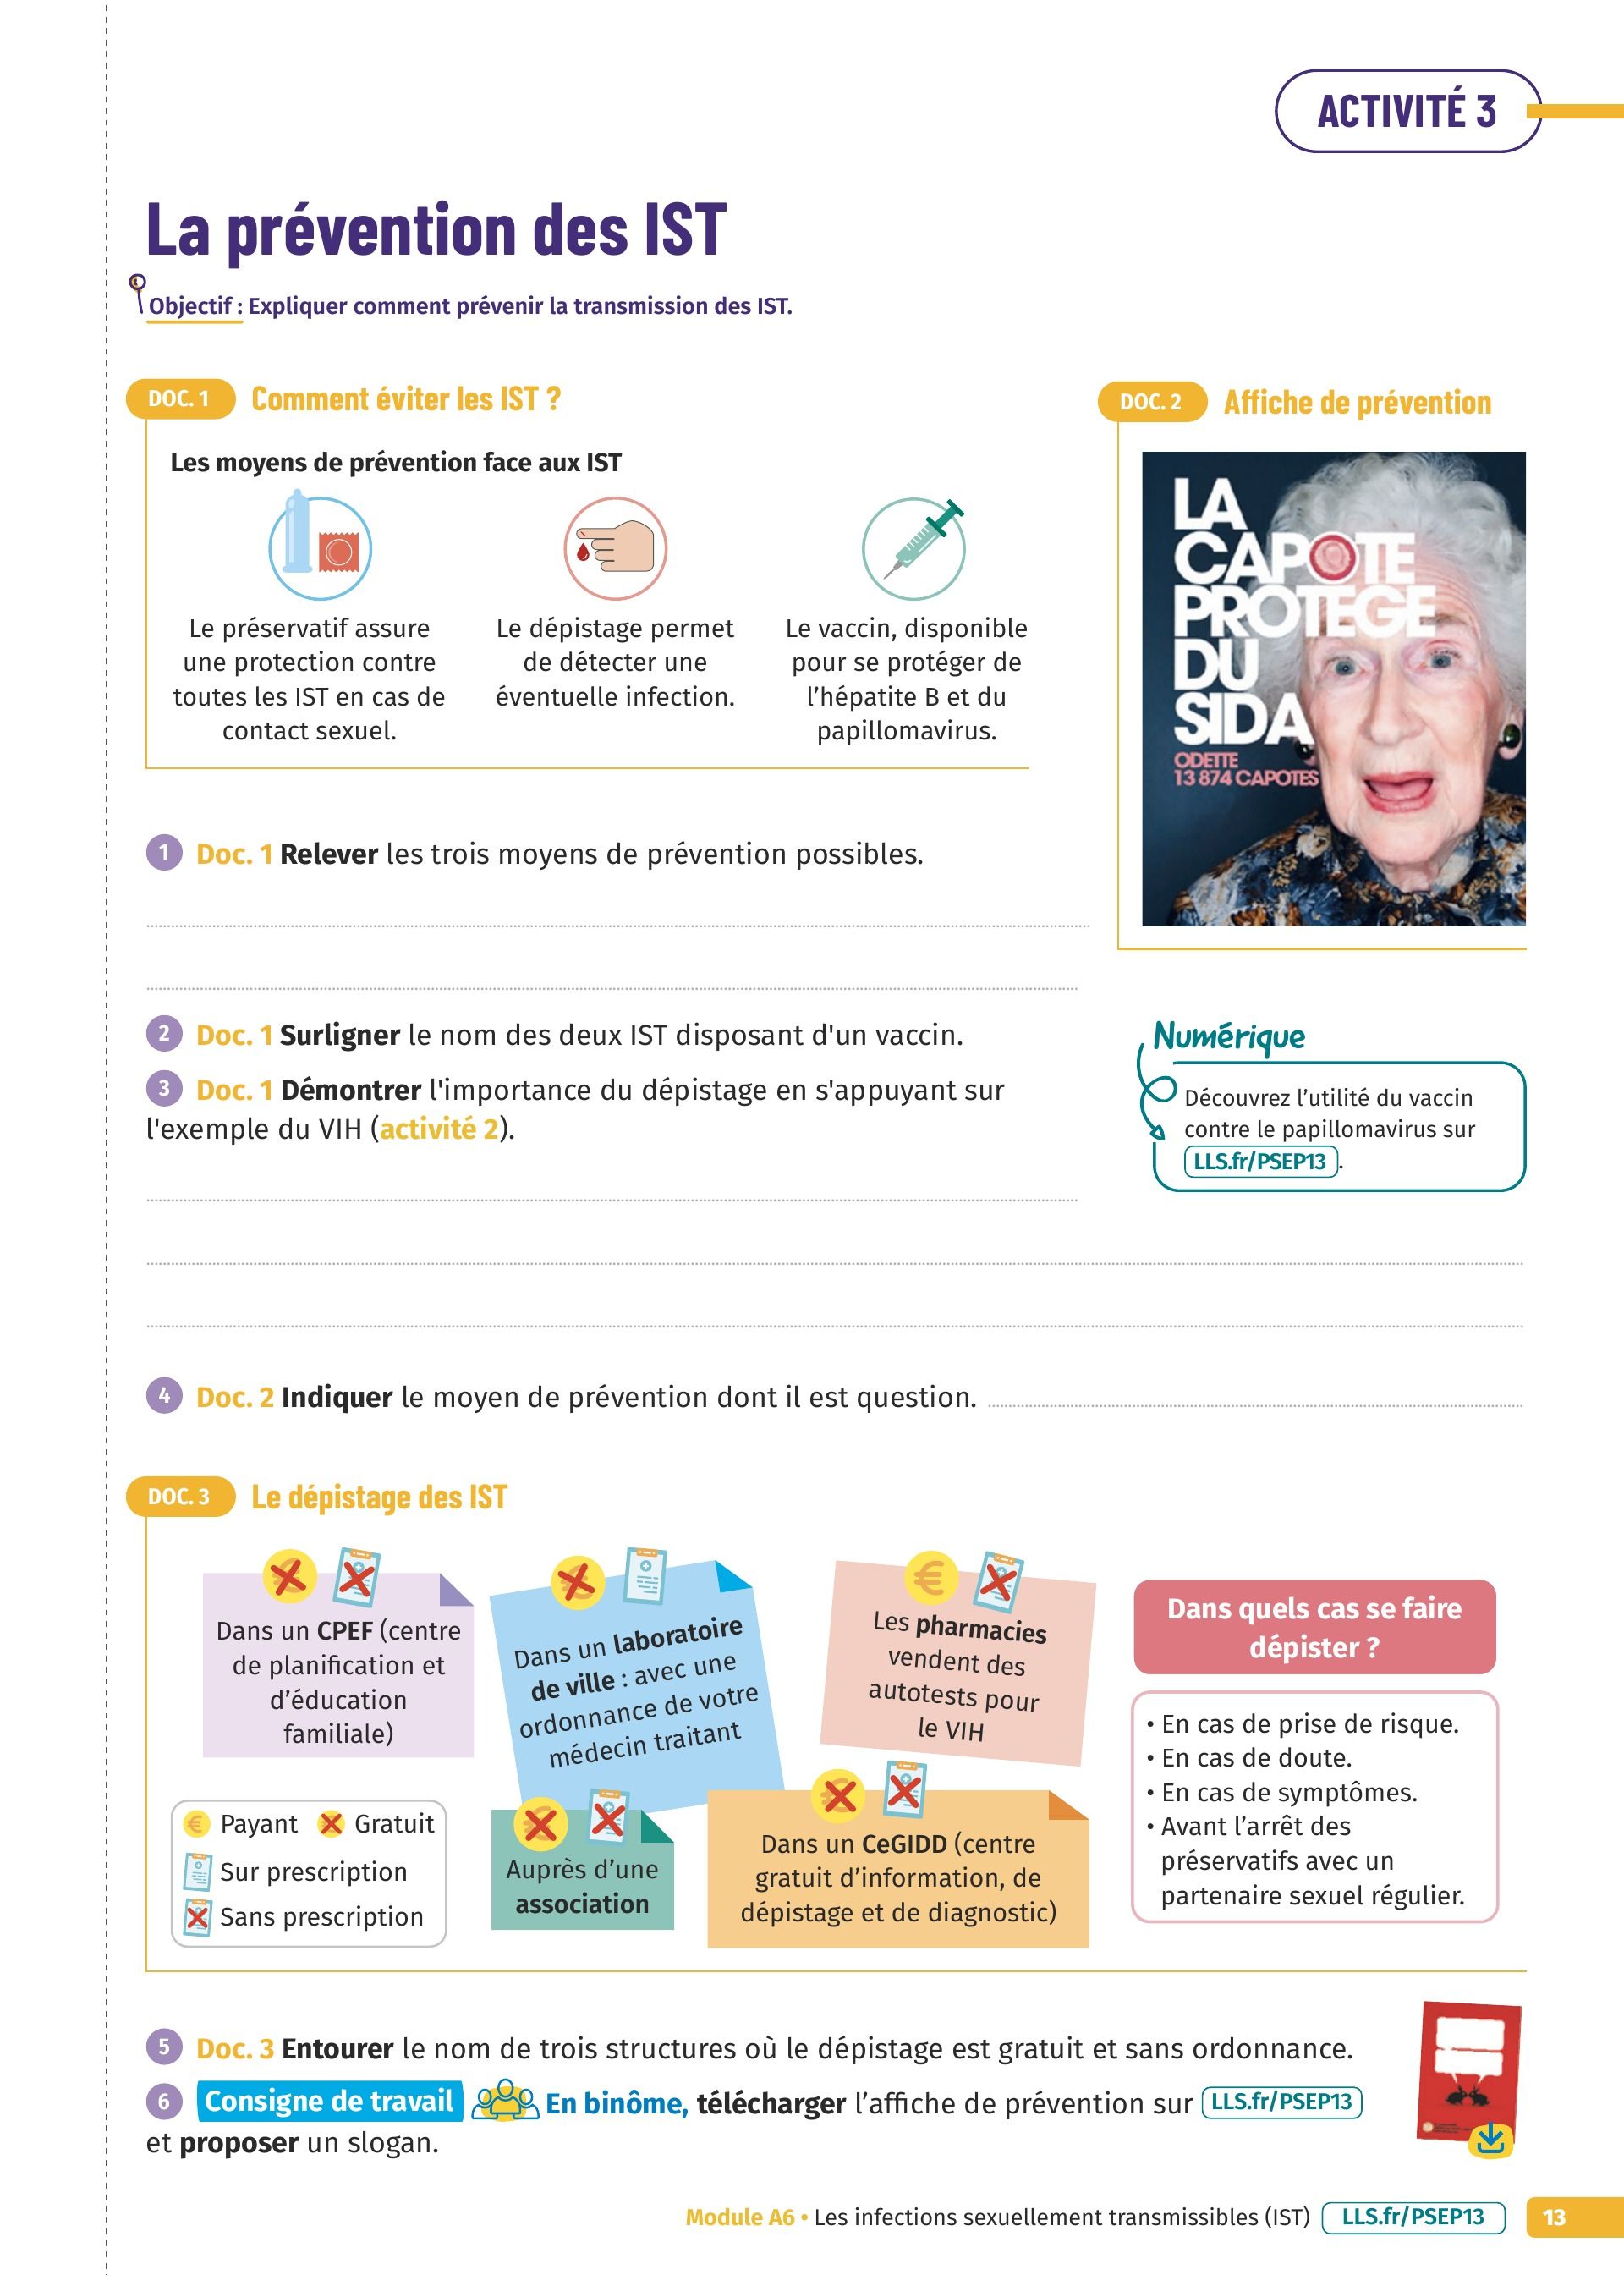 ACTIVITÉ 3
La prévention des IST
Objectif : Expliquer comment prévenir la transmission des IST.
DOC. 1 Comment éviter les IST ?
Les moyens de prévention face aux IST
Le préservatif assure
une protection contre
toutes les IST en cas de
contact sexuel.
Le dépistage permet
de détecter une
éventuelle infection.
Le vaccin, disponible
pour se protéger de
l’hépatite B et du
papillomavirus.
DOC. 2 Affiche de prévention
LA
CAPOTE
PROTEGE
DU
SIDA
ODETTE
13 874 CAPOTES
1 Doc. 1 Relever les trois moyens de prévention possibles.
2 Doc. 1 Surligner le nom des deux IST disposant d'un vaccin.
3 Doc. 1 Démontrer l'importance du dépistage en s'appuyant sur
l'exemple du VIH (activité 2).
Numérique
Découvrez l’utilité du vaccin
contre le papillomavirus sur
LLS.fr/PSEP13.
4 Doc. 2 Indiquer le moyen de prévention dont il est question.
DOC. 3 Le dépistage des IST
Dans un CPEF (centre
de planification et
d’éducation
familiale)
Dans un laboratoire
de ville : avec une
ordonnance de votre
médecin traitant
€
Les pharmacies
vendent des
autotests pour
le VIH
Dans quels cas se faire
dépister ?
• En cas de prise de risque.
• En cas de doute.
• En cas de symptômes.
• Avant l’arrêt des
préservatifs avec un
partenaire sexuel régulier.
€ Payant € Gratuit
Sur prescription
Sans prescription
Auprès d’une
association
Dans un CeGIDD (centre
gratuit d’information, de
dépistage et de diagnostic)
5 Doc. 3 Entourer le nom de trois structures où le dépistage est gratuit et sans ordonnance.
6 Consigne de travail En binôme, télécharger l’affiche de prévention sur LLS.fr/PSEP13
et proposer un slogan.
Module A6 • Les infections sexuellement transmissibles (IST) LLS.fr/PSEP13 13